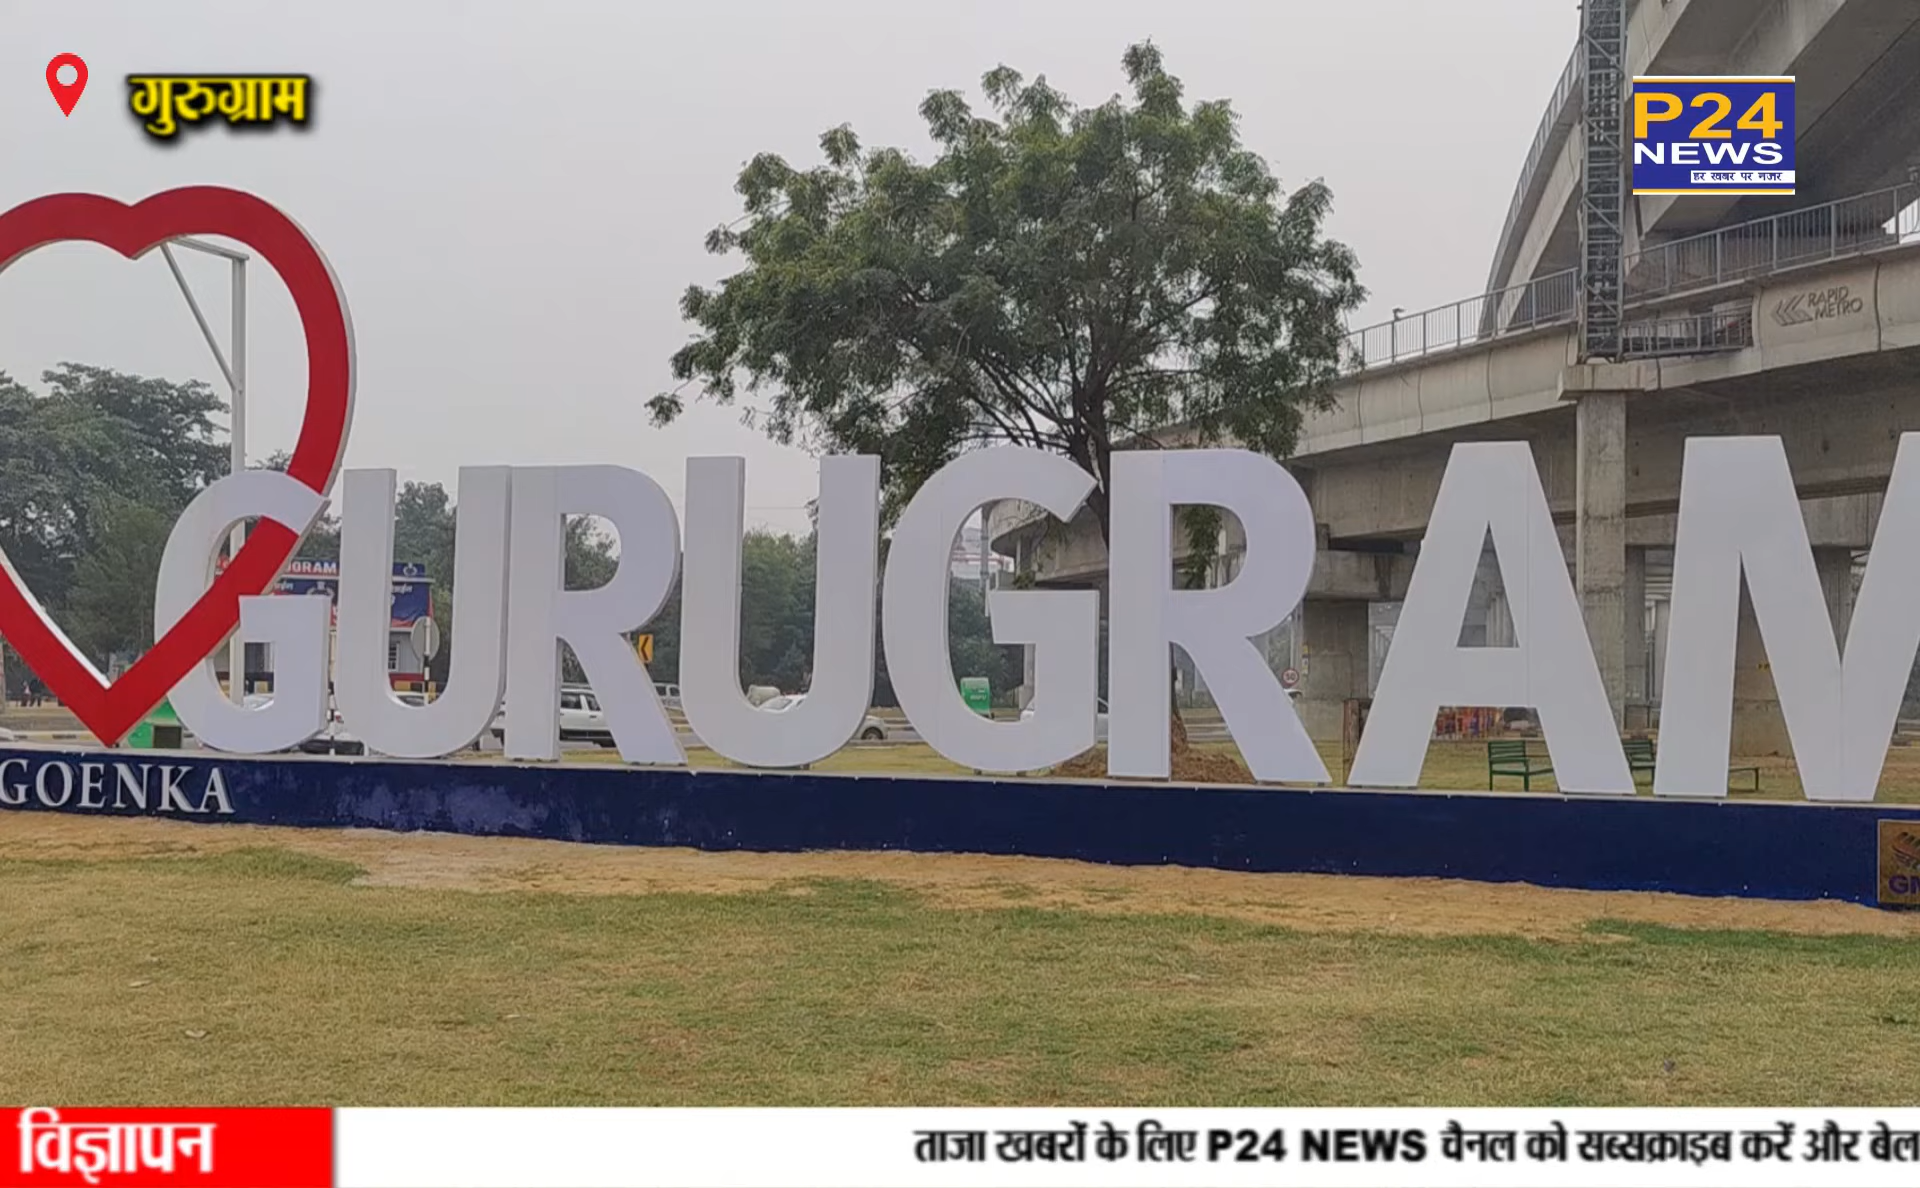 गुरुग्राम
P24
NEWS
हर खबर पर नजर
RAPID
METRO
GURUGRAM
GOENKA
विज्ञापन
ताजा खबरों के लिए P24 NEWS चैनल को सब्सक्राइब करें और बेल